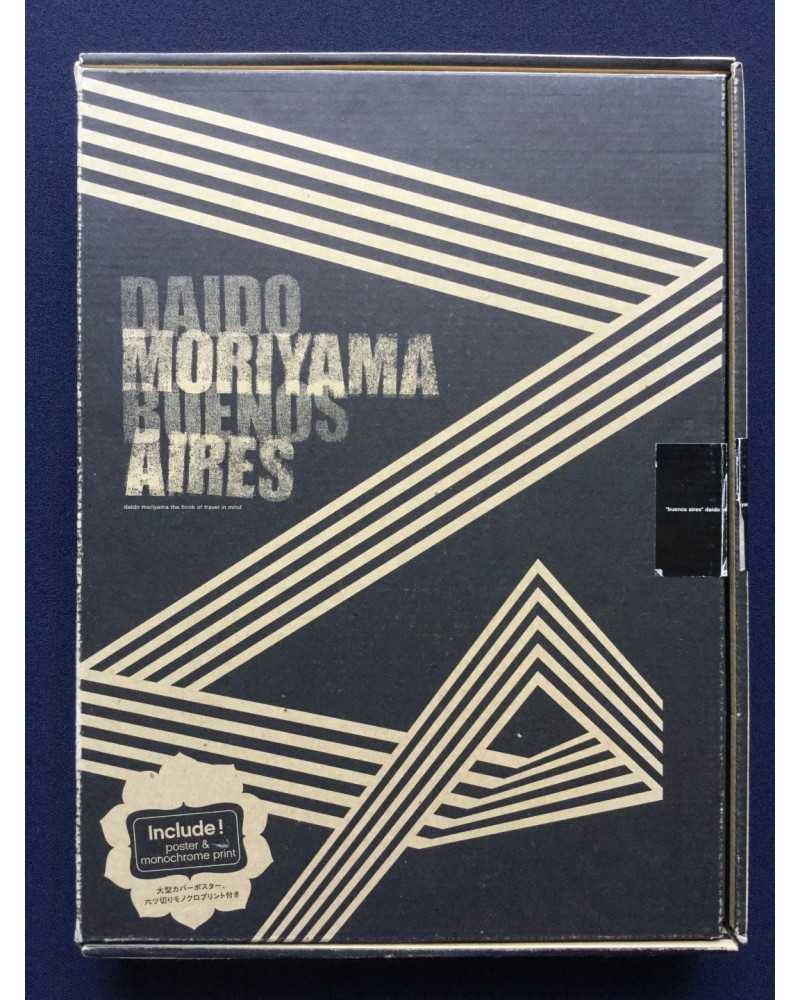 DAIDO
MORIYAMA
BUENOS
AIRES
daido moriyama the book of travel in mind
"buenos aires" daido
Include!
poster &
monochrome print
大型カバーポスター、
六ツ切りモノクロプリント付き